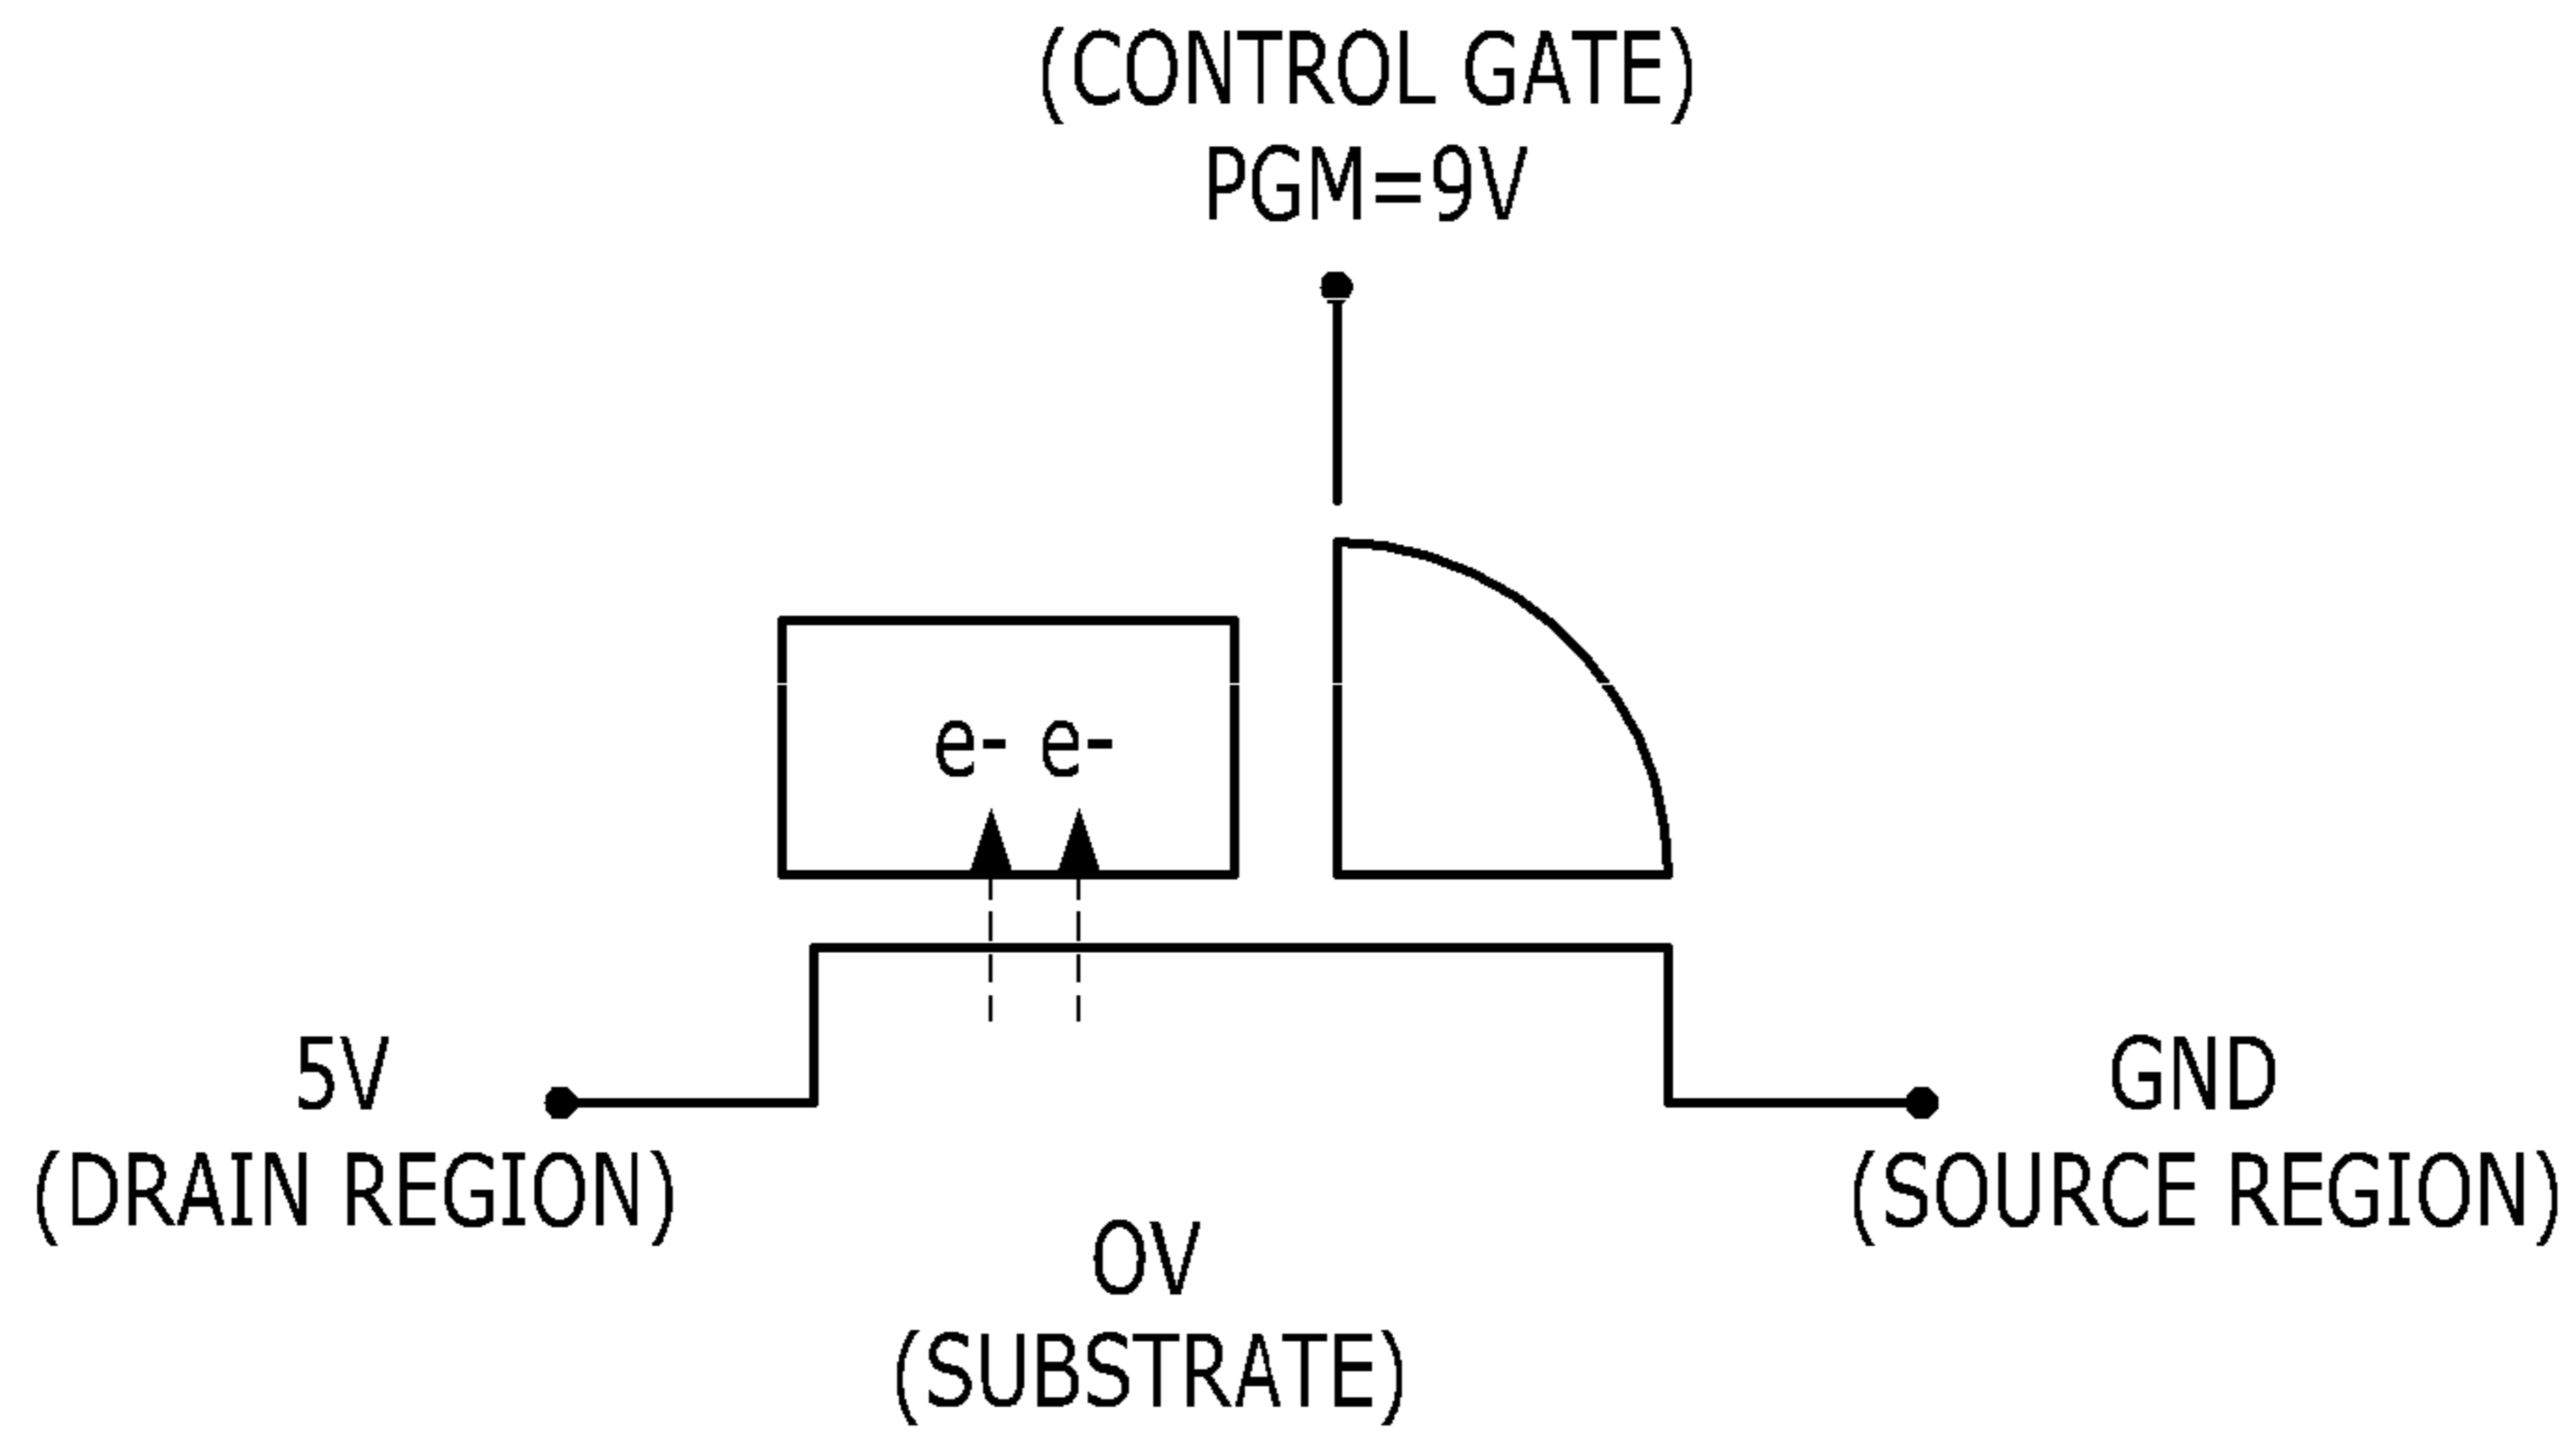 (CONTROL GATE)
PGM=9V
e- e-
5V
(DRAIN REGION)
GND
(SOURCE REGION)
0V
(SUBSTRATE)